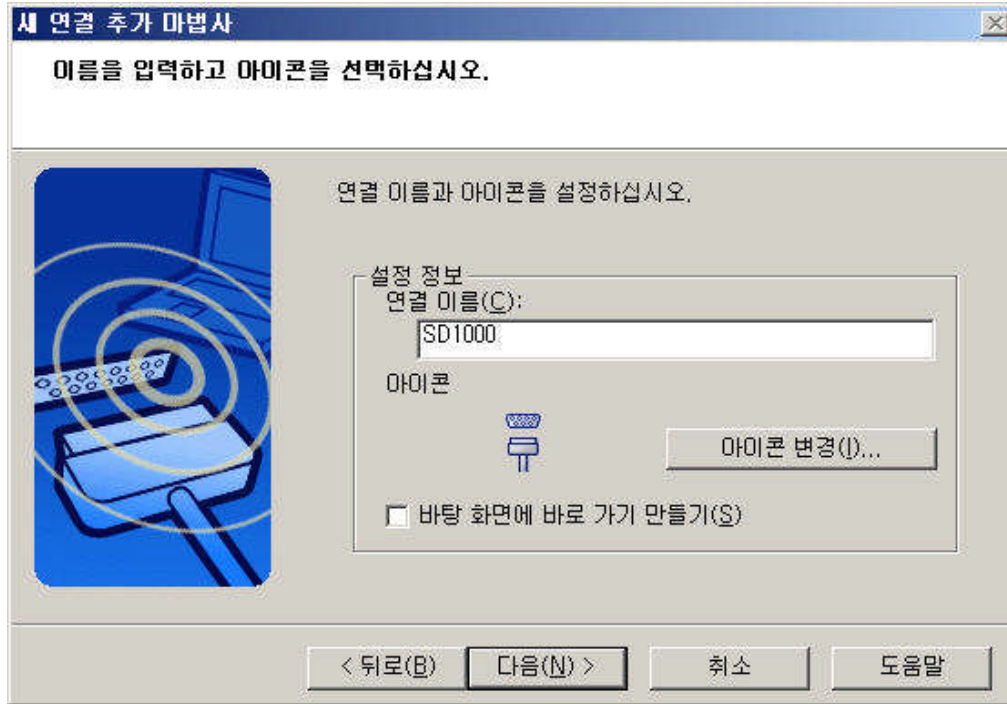 새 연결 추가 마법사
이름을 입력하고 아이콘을 선택하십시오.
연결 이름과 아이콘을 설정하십시오.
설정 정보
연결 이름(C):
SD1000
아이콘
아이콘 변경(I)...
바탕 화면에 바로 가기 만들기(S)
< 뒤로(B) 다음(N) > 취소 도움말